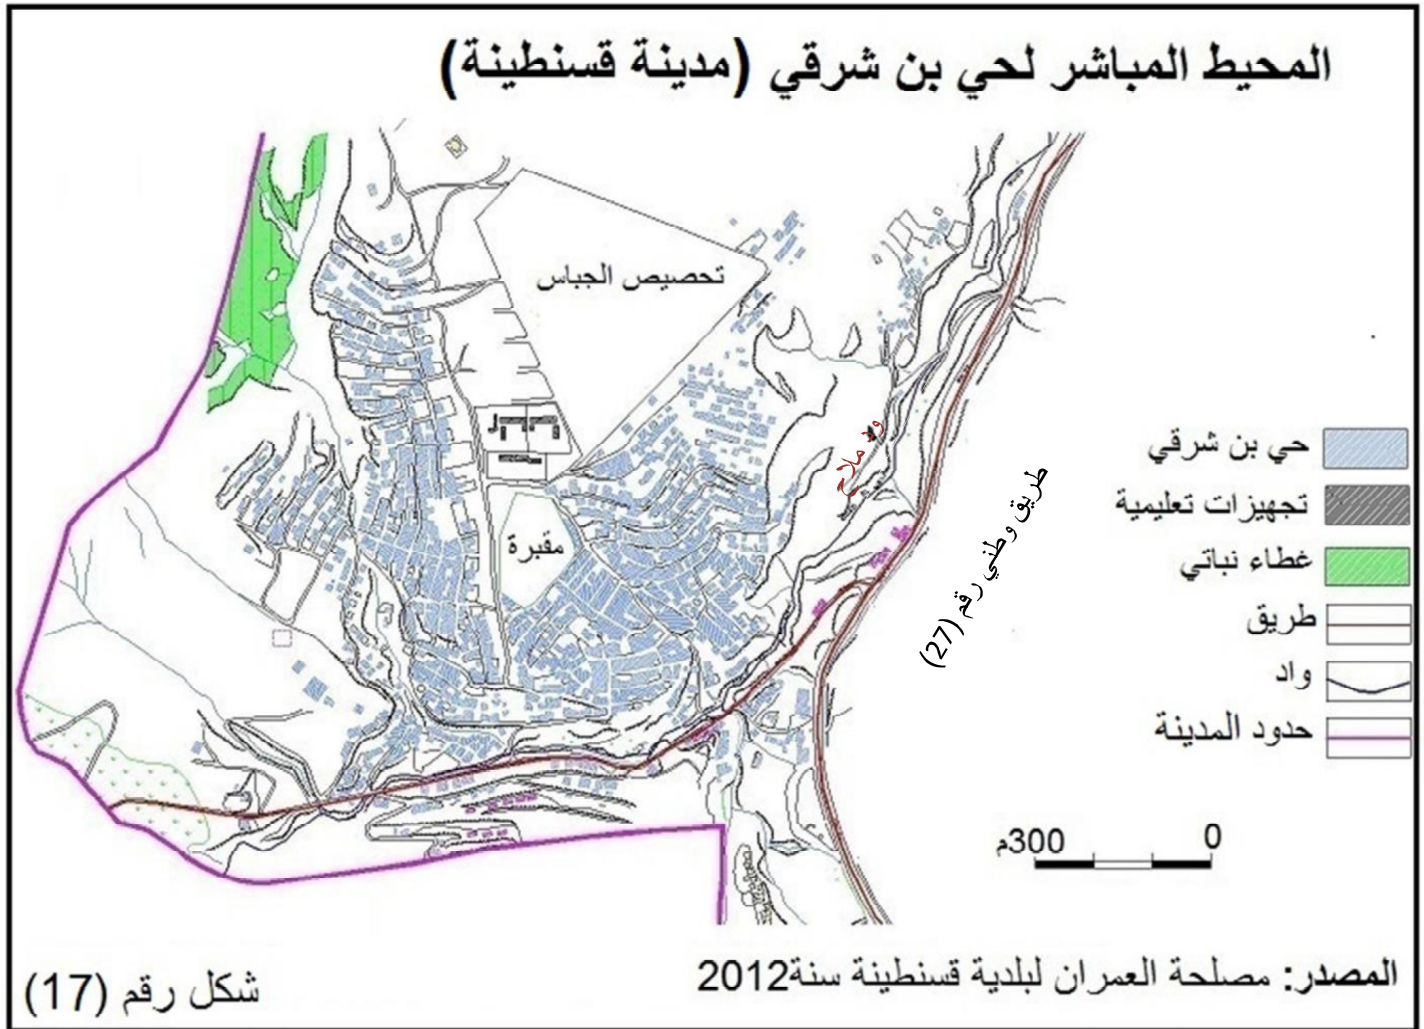 المحيط المباشر لحي بن شرقي (مدينة قسنطينة)
تحصيص الجباس
مقبرة
واد ملاح
طريق وطني رقم (27)
حي بن شرقي
تجهيزات تعليمية
غطاء نباتي
طريق
واد
حدود المدينة
300م 0
المصدر: مصلحة العمران لبلدية قسنطينة سنة2012
شكل رقم (17)